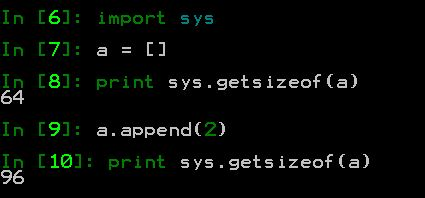 In [6]: import sys
In [7]: a = []
In [8]: print sys.getsizeof(a)
64
In [9]: a.append(2)
In [10]: print sys.getsizeof(a)
96